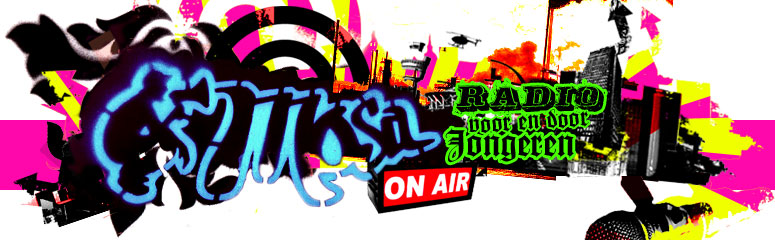 RADIO
voor en door
Jongeren
ON AIR